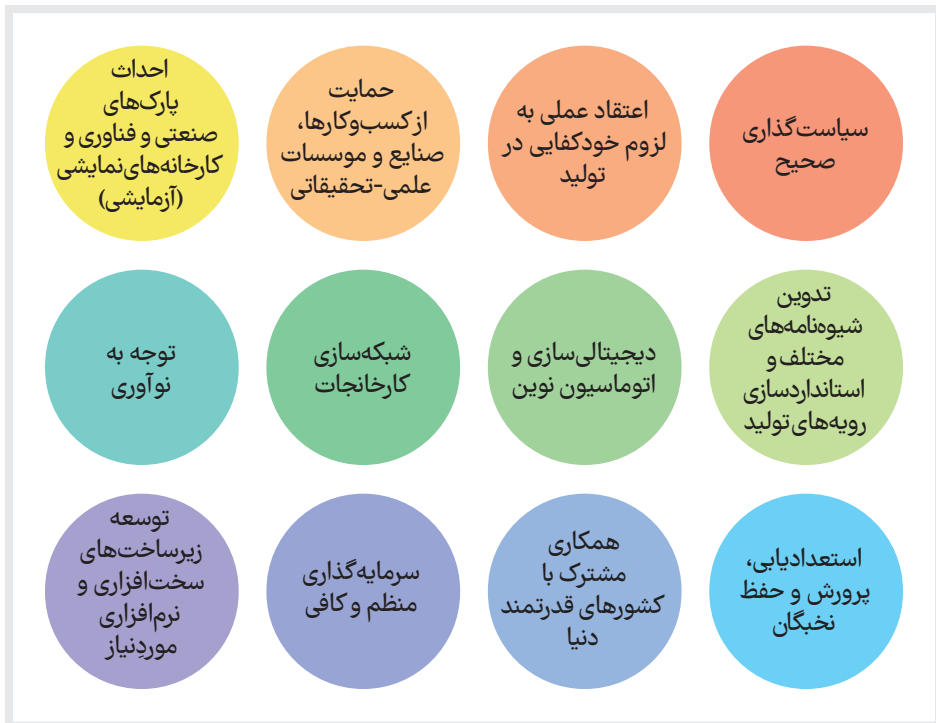 سیاست‌گذاری
صحیح
اعتقاد عملی به
لزوم خودکفایی در
تولید
حمایت
از کسب‌وکارها،
صنایع و موسسات
علمی-تحقیقاتی
احداث
پارک‌های
صنعتی و فناوری و
کارخانه‌های نمایشی
(آزمایشی)
تدوین
شیوه‌نامه‌های
مختلف و
استانداردسازی
رویه‌های تولید
دیجیتالی‌سازی و
اتوماسیون نوین
شبکه‌سازی
کارخانجات
توجه به
نوآوری
استعدادیابی،
پرورش و حفظ
نخبگان
همکاری
مشترک با
کشورهای قدرتمند
دنیا
سرمایه‌گذاری
منظم و کافی
توسعه
زیرساخت‌های
سخت‌افزاری و
نرم‌افزاری
موردِنیاز